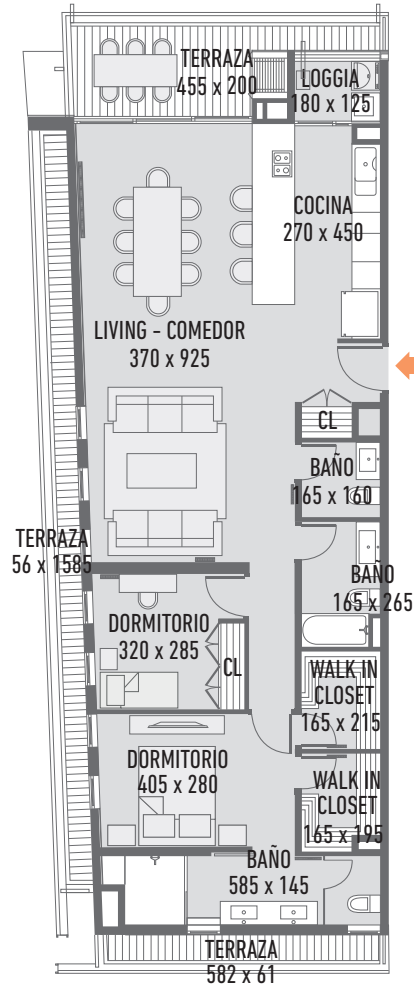 TERRAZA
455 x 200
LOGGIA
180 x 125
COCINA
270 x 450
LIVING - COMEDOR
370 x 925
CL
BAÑO
165 x 160
TERRAZA
56 x 1585
BAÑO
165 x 265
DORMITORIO
320 x 285
CL
WALK IN
CLOSET
165 x 215
DORMITORIO
405 x 280
WALK IN
CLOSET
165 x 195
BAÑO
585 x 145
TERRAZA
582 x 61